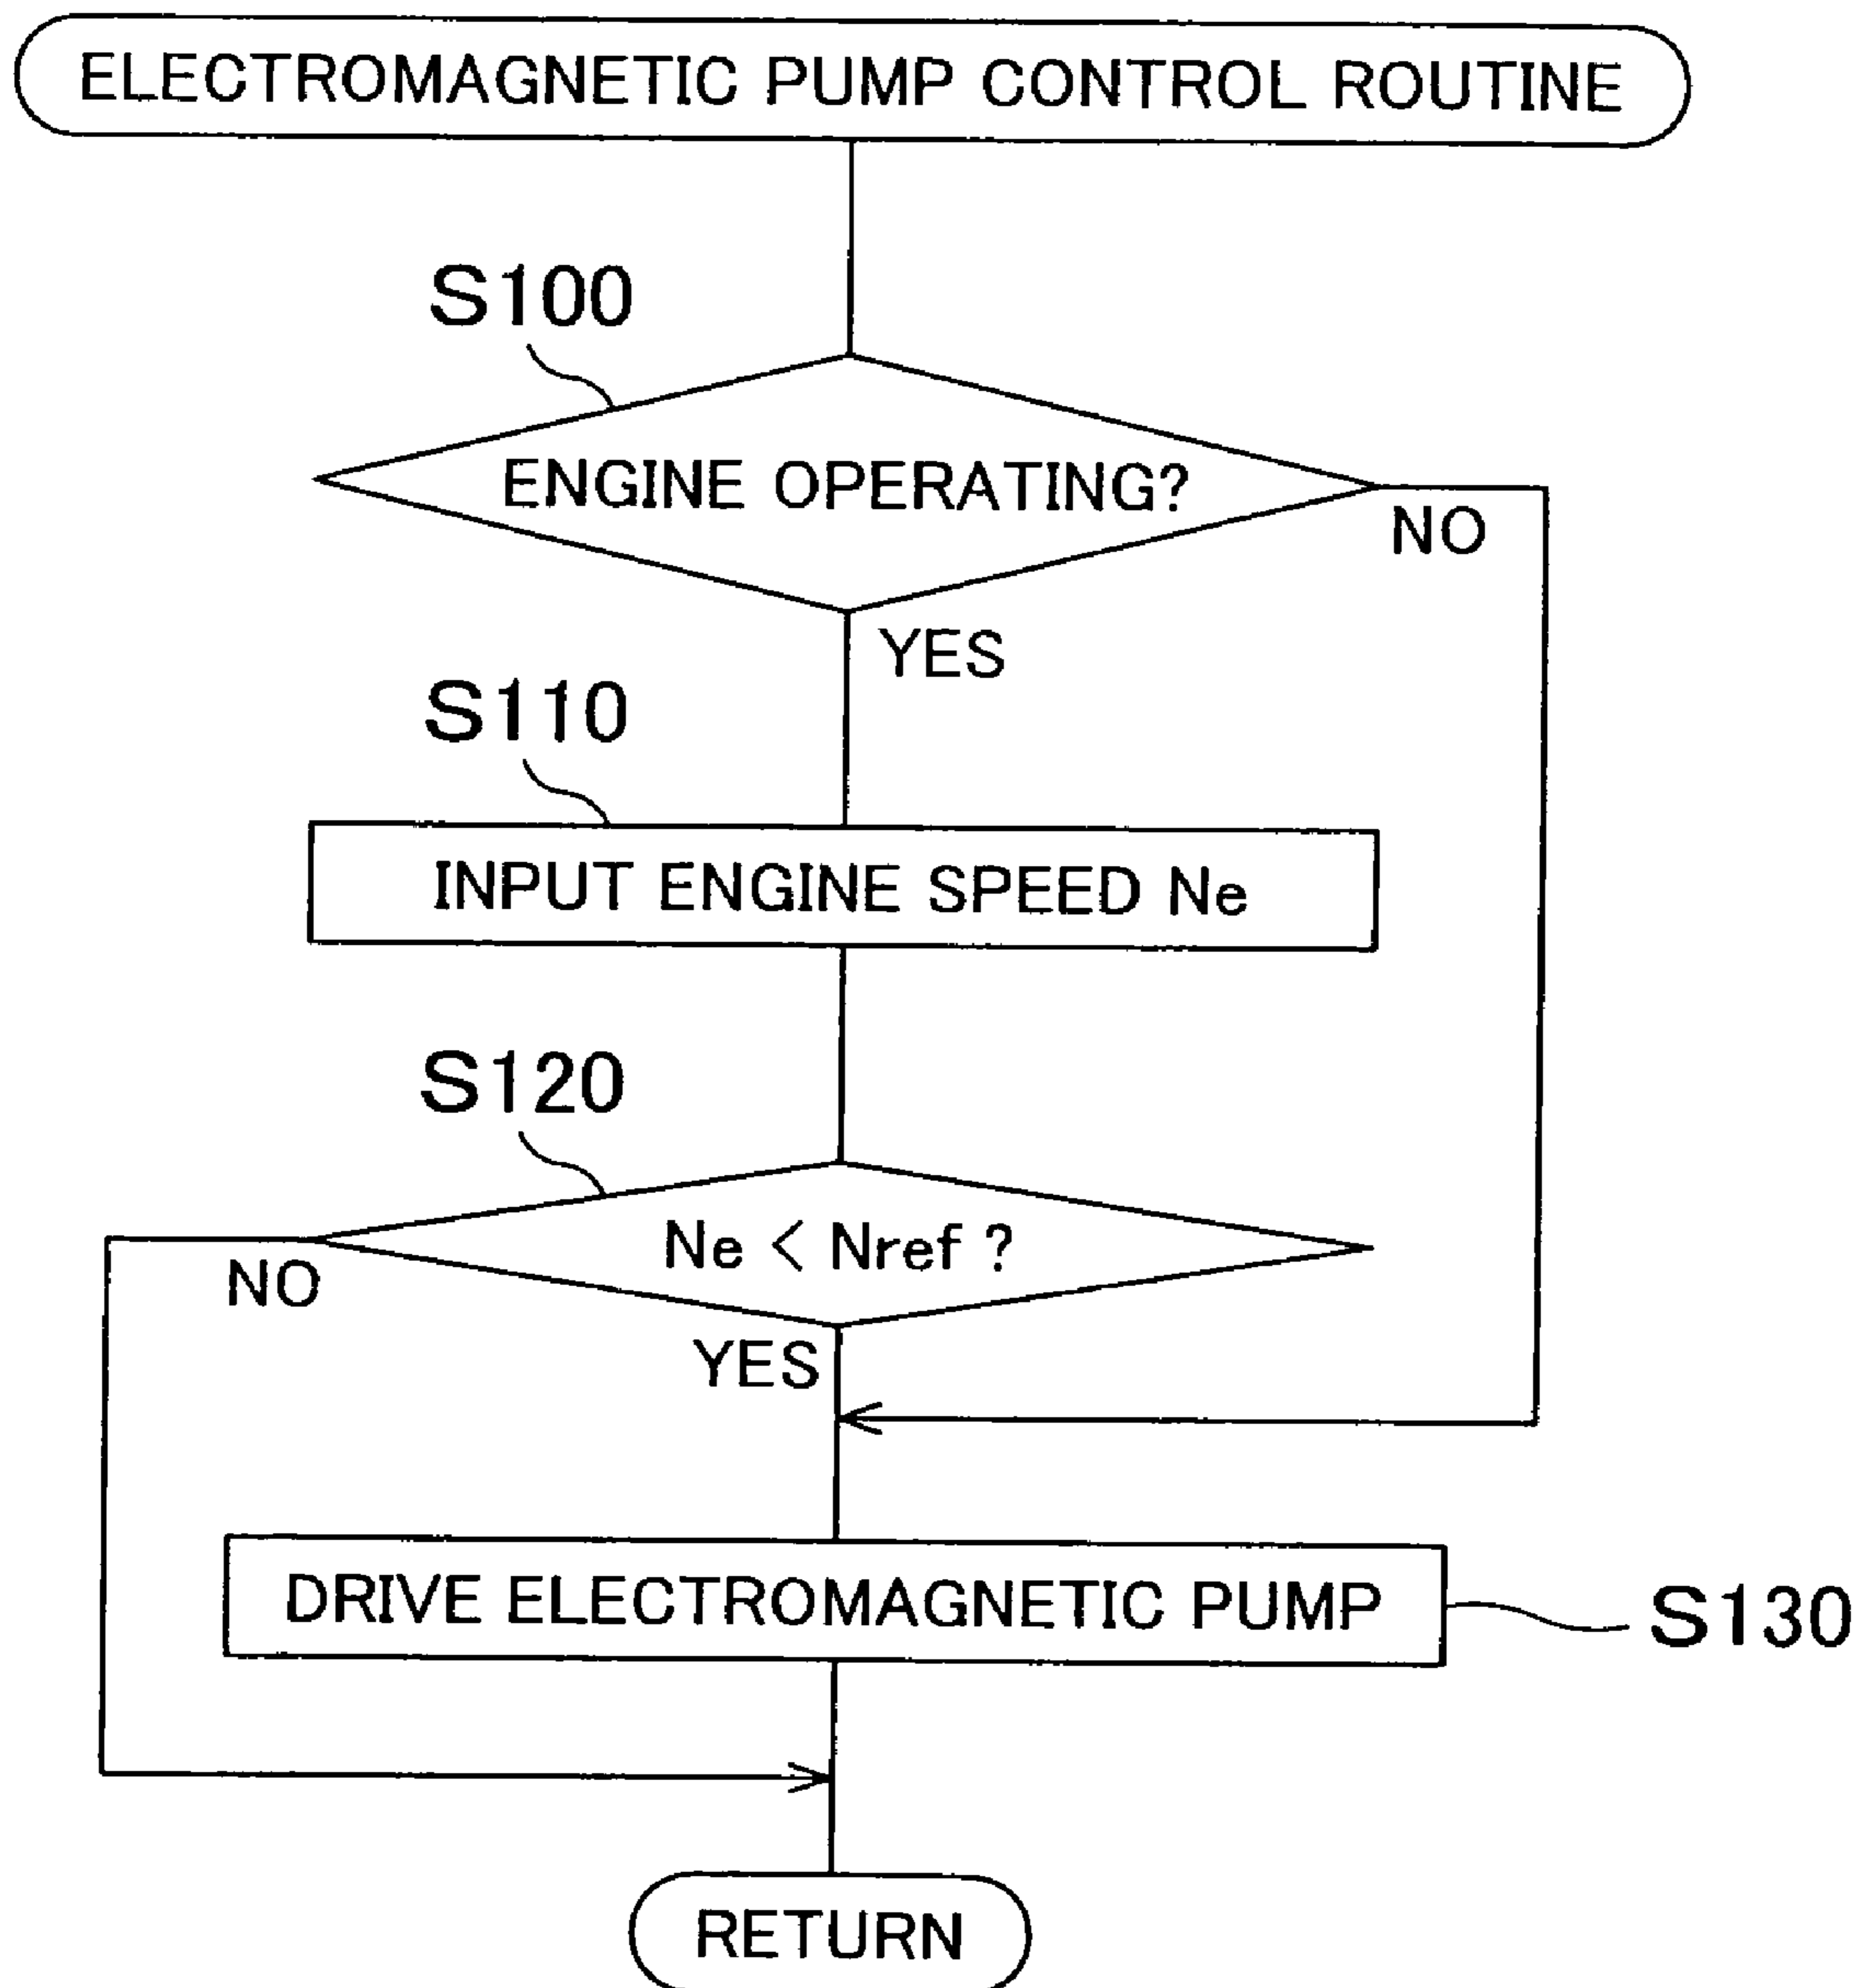 ELECTROMAGNETIC PUMP CONTROL ROUTINE
S100
ENGINE OPERATING?
NO
YES
S110
INPUT ENGINE SPEED Ne
S120
Ne < Nref ?
NO
YES
DRIVE ELECTROMAGNETIC PUMP
S130
RETURN